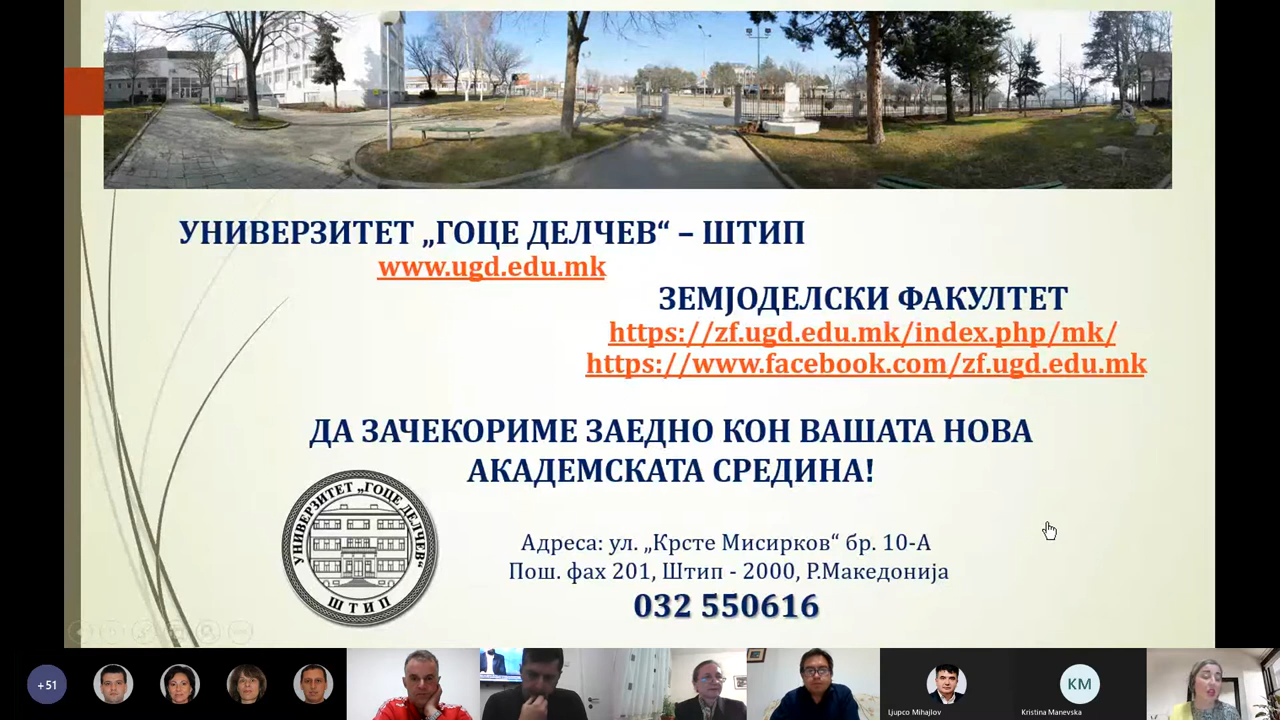 УНИВЕРЗИТЕТ „ГОЦЕ ДЕЛЧЕВ“ – ШТИП
www.ugd.edu.mk
ЗЕМЈОДЕЛСКИ ФАКУЛТЕТ
https://zf.ugd.edu.mk/index.php/mk/
https://www.facebook.com/zf.ugd.edu.mk
ДА ЗАЧЕКОРИМЕ ЗАЕДНО КОН ВАШАТА НОВА
АКАДЕМСКАТА СРЕДИНА!
УНИВЕРЗИТЕТ „ГОЦЕ ДЕЛЧЕВ“
ШТИП
Адреса: ул. „Крсте Мисирков“ бр. 10-А
Пош. фах 201, Штип - 2000, Р.Македонија
032 550616
+51
KM
Ljupco Mihajlov
Kristina Manevska